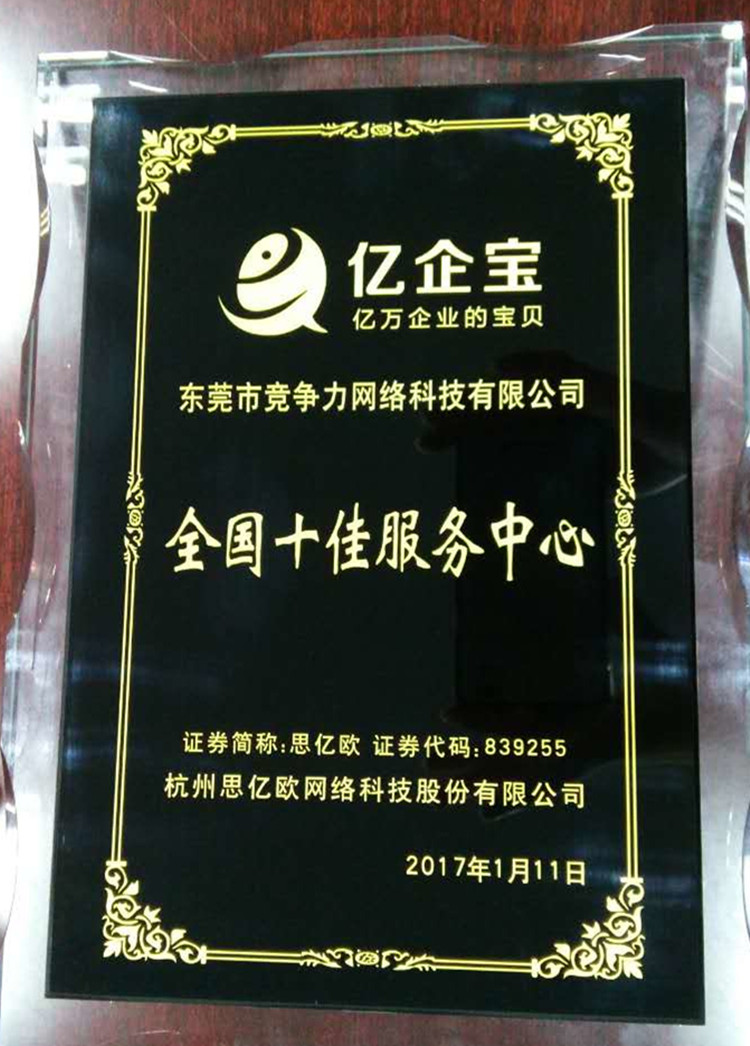 亿企宝
亿万企业的宝贝
东莞市竞争力网络科技有限公司
全国十佳服务中心
证券简称:思亿欧 证券代码:839255
杭州思亿欧网络科技股份有限公司
2017年1月11日